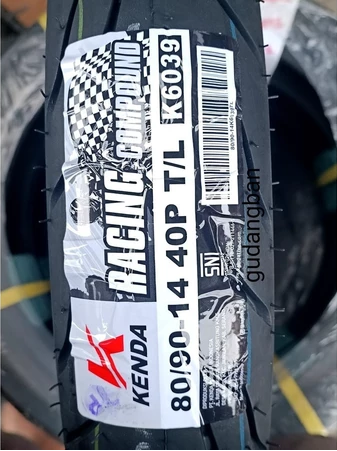 RACING
COMPOUND
KENDA
80/90-14 40P T/L
K6039
SNI
gudangban